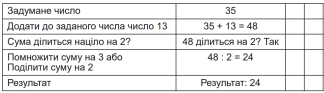 Задумане число 35
Додати до заданого числа число 13 35 + 13 = 48
Сума ділиться націло на 2? 48 ділиться на 2? Так
Помножити суму на 3 або
Поділити суму на 2 48 : 2 = 24
Результат Результат: 24